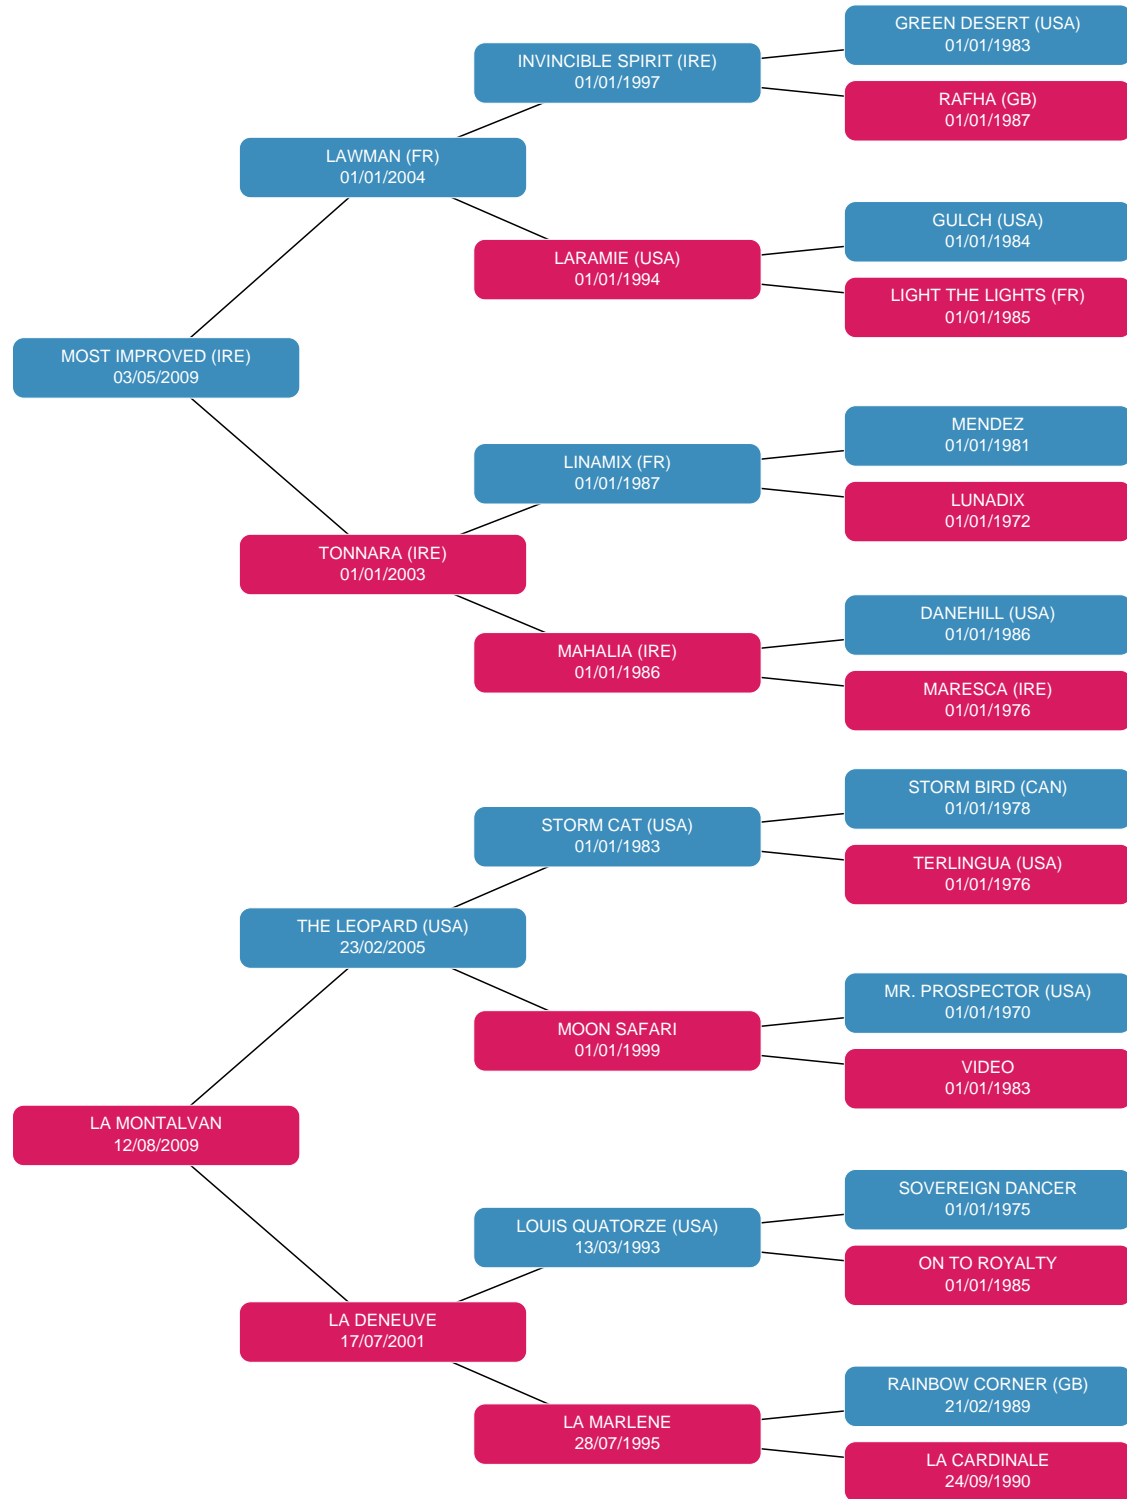 GREEN DESERT (USA)
01/01/1983
INVINCIBLE SPIRIT (IRE)
01/01/1997
RAFHA (GB)
01/01/1987
LAWMAN (FR)
01/01/2004
GULCH (USA)
01/01/1984
LARAMIE (USA)
01/01/1994
LIGHT THE LIGHTS (FR)
01/01/1985
MOST IMPROVED (IRE)
03/05/2009
MENDEZ
01/01/1981
LINAMIX (FR)
01/01/1987
LUNADIX
01/01/1972
TONNARA (IRE)
01/01/2003
DANEHILL (USA)
01/01/1986
MAHALIA (IRE)
01/01/1986
MARESCA (IRE)
01/01/1976
STORM BIRD (CAN)
01/01/1978
STORM CAT (USA)
01/01/1983
TERLINGUA (USA)
01/01/1976
THE LEOPARD (USA)
23/02/2005
MR. PROSPECTOR (USA)
01/01/1970
MOON SAFARI
01/01/1999
VIDEO
01/01/1983
LA MONTALVAN
12/08/2009
SOVEREIGN DANCER
01/01/1975
LOUIS QUATORZE (USA)
13/03/1993
ON TO ROYALTY
01/01/1985
LA DENEUVE
17/07/2001
RAINBOW CORNER (GB)
21/02/1989
LA MARLENE
28/07/1995
LA CARDINALE
24/09/1990